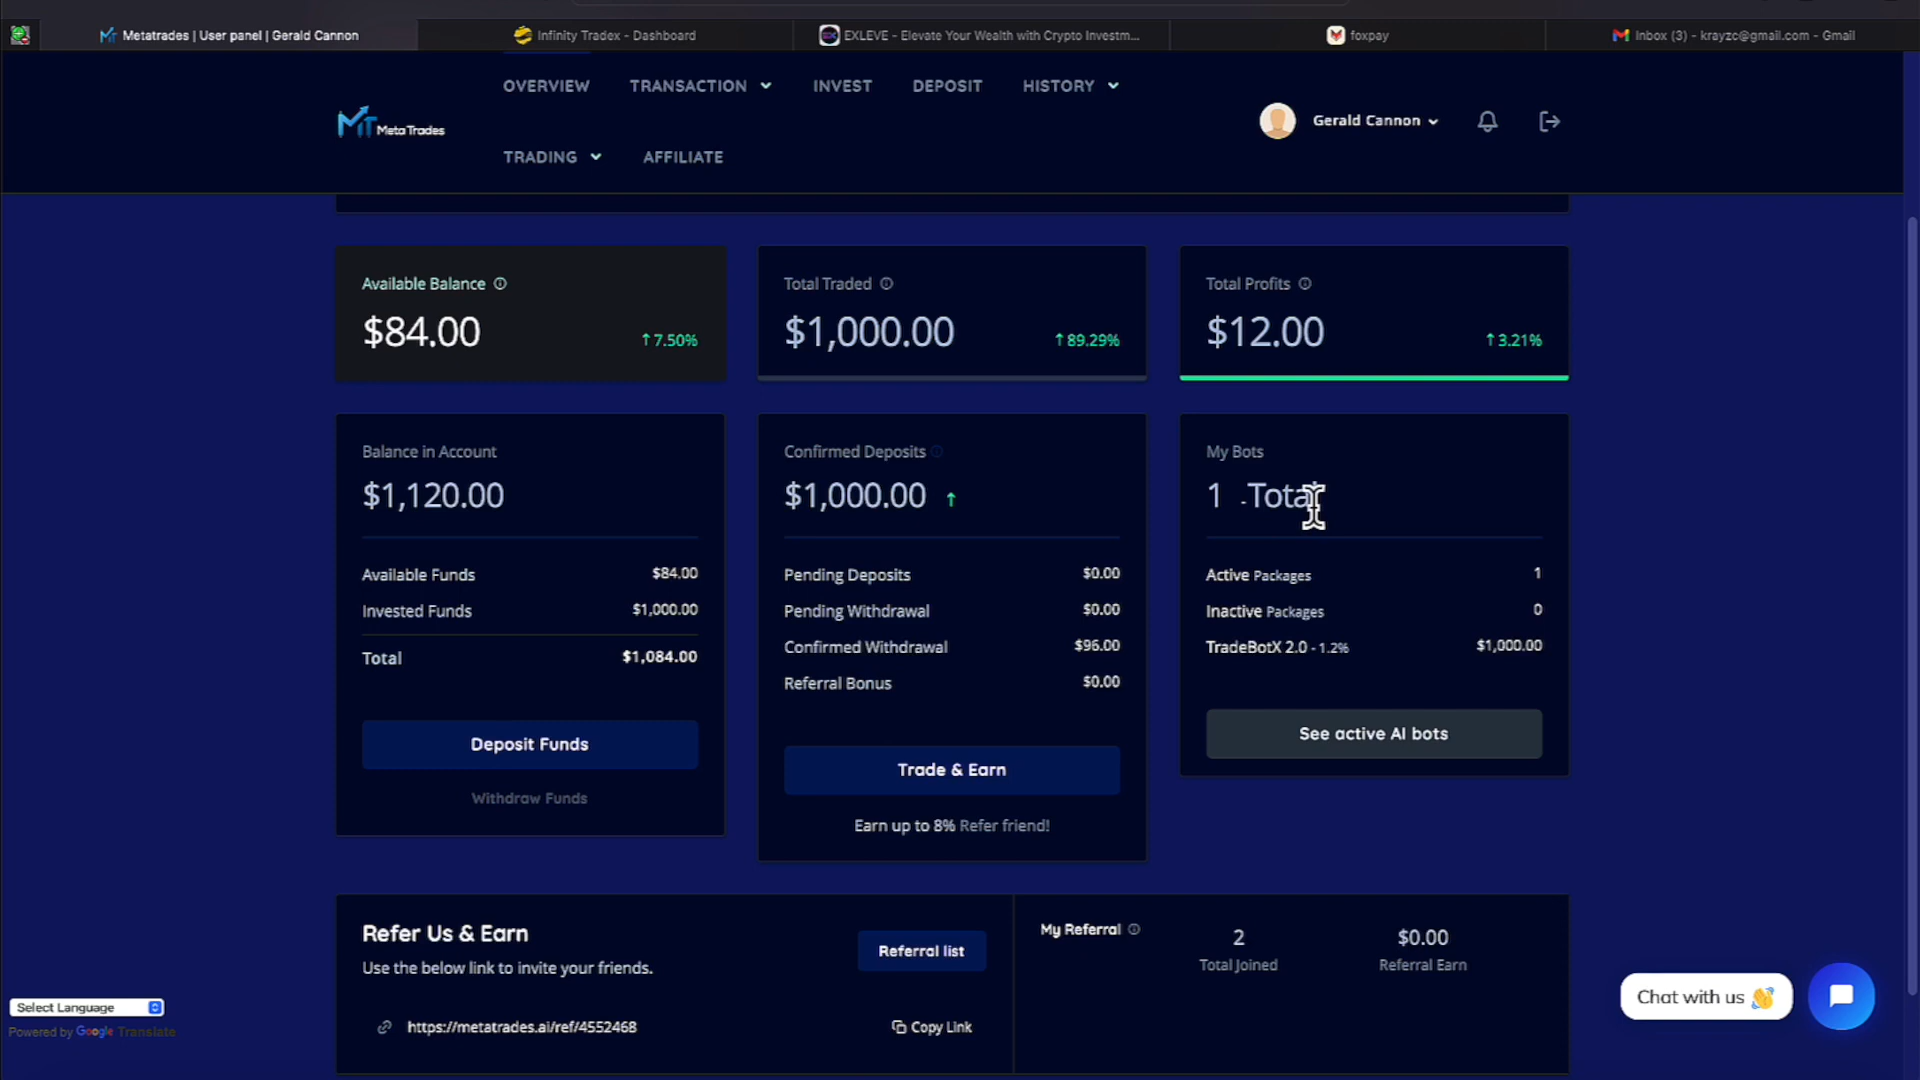 Metatrades | User panel | Gerald Cannon
Infinity Tradex - Dashboard
EXLEVE - Elevate Your Wealth with Crypto Investm...
foxpay
Inbox (3) - krayzc@gmail.com - Gmail
MetaTrades
OVERVIEW
TRANSACTION
INVEST
DEPOSIT
HISTORY
TRADING
AFFILIATE
Gerald Cannon
Available Balance
$84.00
↑7.50%
Total Traded
$1,000.00
↑89.29%
Total Profits
$12.00
↑3.21%
Balance in Account
$1,120.00
Available Funds $84.00
Invested Funds $1,000.00
Total $1,084.00
Deposit Funds
Withdraw Funds
Confirmed Deposits
$1,000.00 ↑
Pending Deposits $0.00
Pending Withdrawal $0.00
Confirmed Withdrawal $96.00
Referral Bonus $0.00
Trade & Earn
Earn up to 8% Refer friend!
My Bots
1 -Total
Active Packages 1
Inactive Packages 0
TradeBotX 2.0 - 1.2% $1,000.00
See active AI bots
Refer Us & Earn
Use the below link to invite your friends.
Referral list
https://metatrades.ai/ref/4552468
Copy Link
My Referral
2
Total Joined
$0.00
Referral Earn
Chat with us 👋
Select Language
Powered by Google Translate